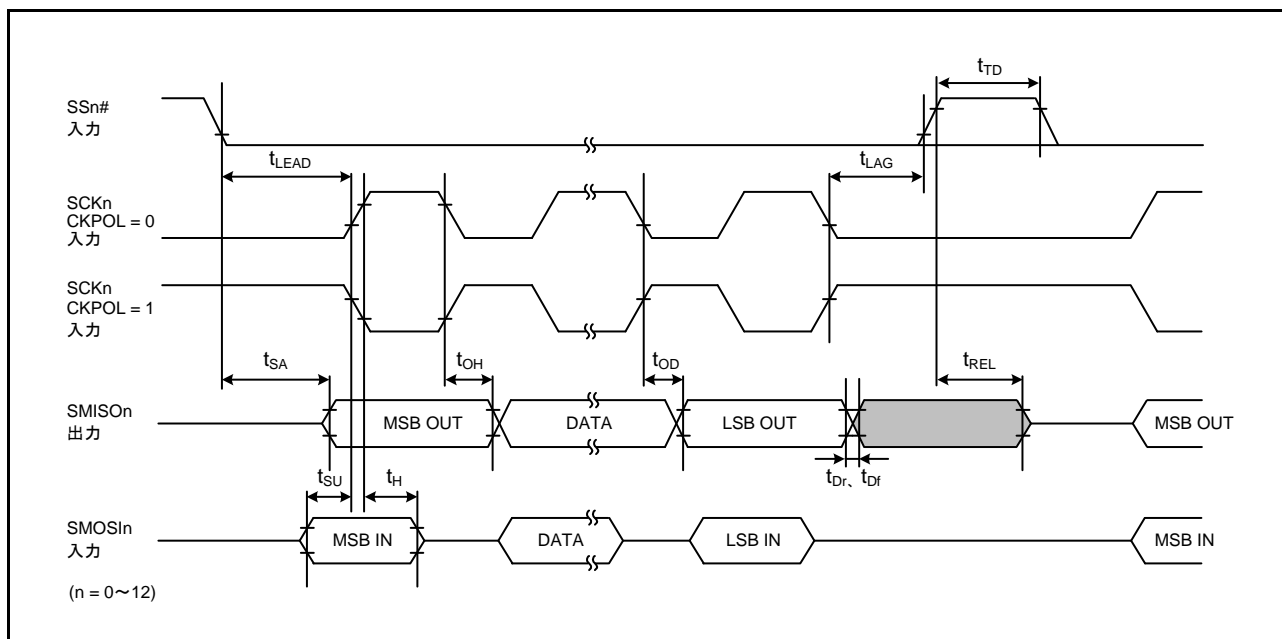 tTD
SSn#
入力
tLEAD
tLAG
SCKn
CKPOL = 0
入力
SCKn
CKPOL = 1
入力
tSA
tOH
tOD
tREL
SMISOn
出力
MSB OUT
DATA
LSB OUT
MSB OUT
tSU
tH
tDr、tDf
SMOSIn
入力
MSB IN
DATA
LSB IN
MSB IN
(n = 0～12)